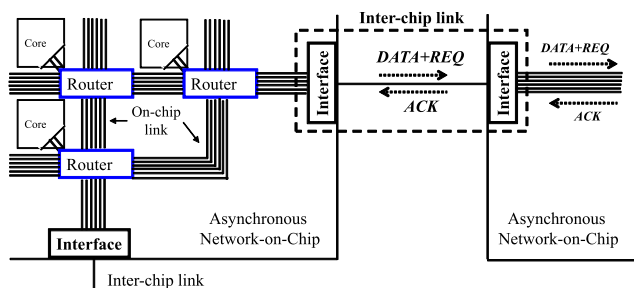 Inter-chip link
Core
Core
DATA+REQ
DATA+REQ
Router
Router
Interface
Interface
ACK
ACK
Core
On-chip
link
Router
Asynchronous
Network-on-Chip
Asynchronous
Network-on-Chip
Interface
Inter-chip link